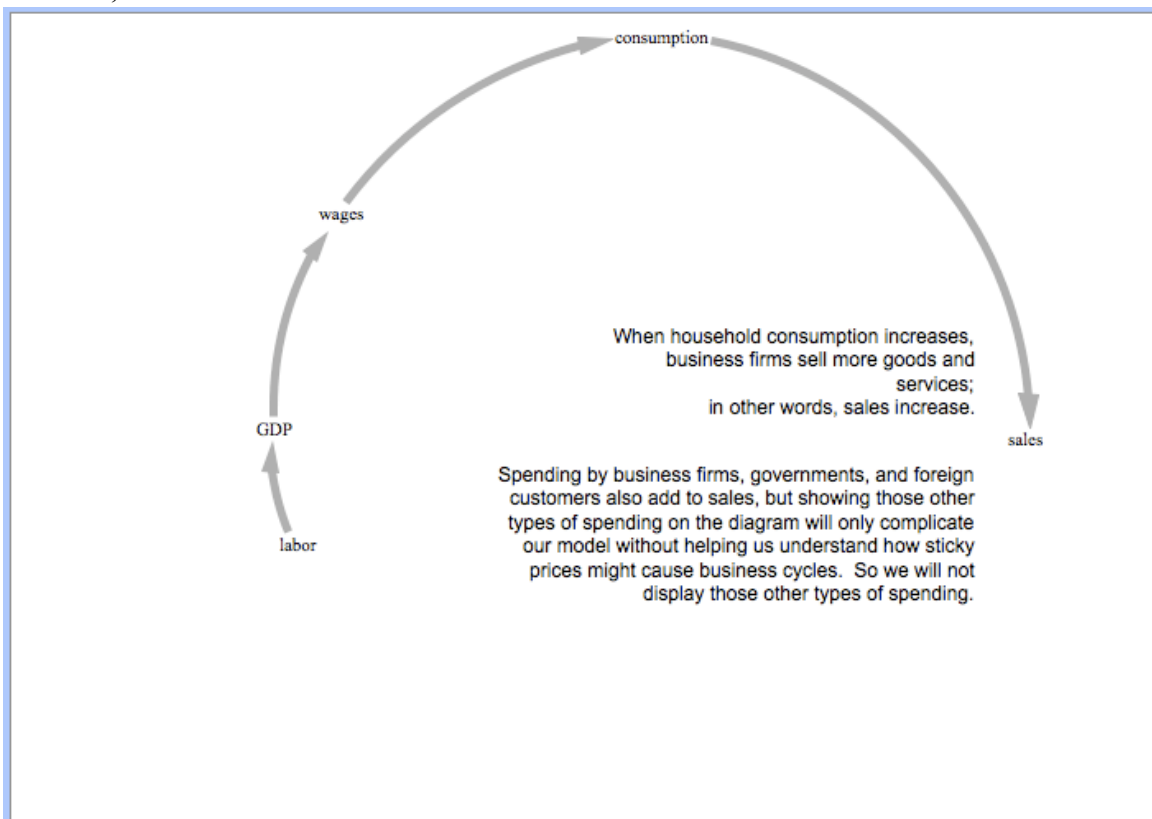 consumption
wages
When household consumption increases,
business firms sell more goods and
services;
in other words, sales increase.
GDP
sales
Spending by business firms, governments, and foreign
customers also add to sales, but showing those other
types of spending on the diagram will only complicate
our model without helping us understand how sticky
prices might cause business cycles.  So we will not
display those other types of spending.
labor